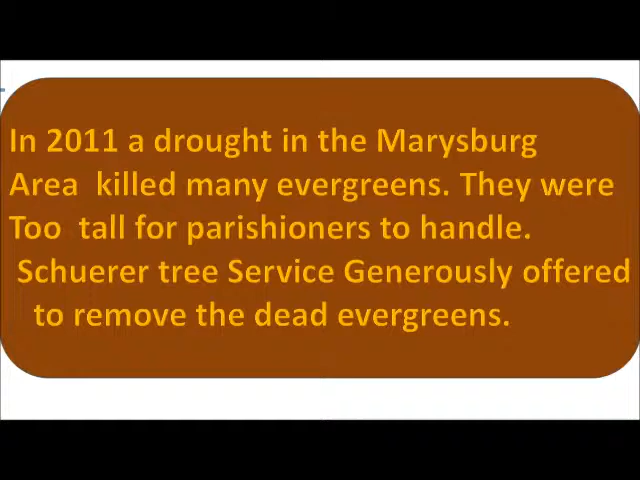 In 2011 a drought in the Marysburg
Area killed many evergreens. They were
Too tall for parishioners to handle.
Schuerer tree Service Generously offered
to remove the dead evergreens.